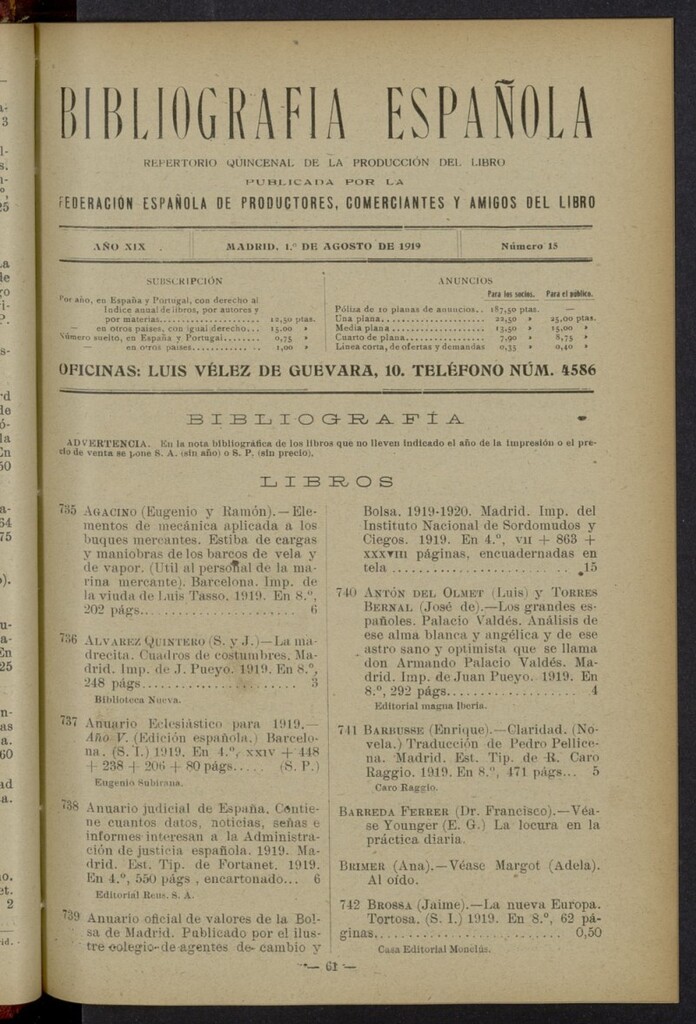 BIBLIOGRAFIA ESPAÑOLA
REPERTORIO QUINCENAL DE LA PRODUCCIÓN DEL LIBRO
PUBLICADA POR LA
FEDERACIÓN ESPAÑOLA DE PRODUCTORES, COMERCIANTES Y AMIGOS DEL LIBRO
AÑO XIX MADRID, 1.º DE AGOSTO DE 1919 Número 15
SUBSCRIPCIÓN
Por año, en España y Portugal, con derecho al
Indice anual de libros, por autores y
por materias.................... 12,50 ptas.
— en otros países, con igual derecho... 15,00 »
Número suelto, en España y Portugal........ 0,75 »
— en otros países........... 1,00 »
ANUNCIOS
Para los socios. Para el público.
Póliza de 10 planas de anuncios.. 187,50 ptas. —
Una plana...................... 22,50 » 25,00 ptas.
Media plana.................... 13,50 » 15,00 »
Cuarto de plana................ 7,90 » 8,75 »
Línea corta, de ofertas y demandas 0,35 » 0,40 »
OFICINAS: LUIS VÉLEZ DE GUEVARA, 10. TELÉFONO NÚM. 4586
BIBLIOGRAFÍA
ADVERTENCIA. En la nota bibliográfica de los libros que no lleven indicado el año de la impresión o el pre-
cio de venta se pone S. A. (sin año) o S. P. (sin precio).
LIBROS
735 AGACINO (Eugenio y Ramón).—Ele-
mentos de mecánica aplicada a los
buques mercantes. Estiba de cargas
y maniobras de los barcos de vela y
de vapor. (Util al personal de la ma-
rina mercante). Barcelona. Imp. de
la viuda de Luis Tasso. 1919. En 8.º,
202 págs...................... 6
736 ALVAREZ QUINTERO (S. y J.)—La ma-
drecita. Cuadros de costumbres. Ma-
drid. Imp. de J. Pueyo. 1919. En 8.º,
248 págs...................... 3
Biblioteca Nueva.
737 Anuario Eclesiástico para 1919.—
Año V. (Edición española.) Barcelo-
na. (S. I.) 1919. En 4.º, XXIV + 448
+ 238 + 206 + 80 págs..... (S. P.)
Eugenio Subirana.
738 Anuario judicial de España. Contie-
ne cuantos datos, noticias, señas e
informes interesan a la Administra-
ción de justicia española. 1919. Ma-
drid. Est. Tip. de Fortanet. 1919.
En 4.º, 550 págs , encartonado... 6
Editorial Reus. S. A.
739 Anuario oficial de valores de la Bol-
sa de Madrid. Publicado por el ilus-
tre colegio de agentes de cambio y
Bolsa. 1919-1920. Madrid. Imp. del
Instituto Nacional de Sordomudos y
Ciegos. 1919. En 4.º, VII + 863 +
XXXVIII páginas, encuadernadas en
tela .......................... 15
740 ANTÓN DEL OLMET (Luis) y TORRES
BERNAL (José de).—Los grandes es-
pañoles. Palacio Valdés. Análisis de
ese alma blanca y angélica y de ese
astro sano y optimista que se llama
don Armando Palacio Valdés. Ma-
drid. Imp. de Juan Pueyo. 1919. En
8.º, 292 págs.................. 4
Editorial magna Iberia.
741 BARBUSSE (Enrique).—Claridad. (No-
vela.) Traducción de Pedro Pellice-
na. Madrid. Est. Tip. de R. Caro
Raggio. 1919. En 8.º, 471 págs... 5
Caro Raggio.
BARREDA FERRER (Dr. Francisco).—Véa-
se Younger (E. G.) La locura en la
práctica diaria.
BRIMER (Ana).—Véase Margot (Adela).
Al oído.
742 BROSSA (Jaime).—La nueva Europa.
Tortosa. (S. I.) 1919. En 8.º, 62 pá-
ginas......................... 0,50
Casa Editorial Monclús.
— 61 —